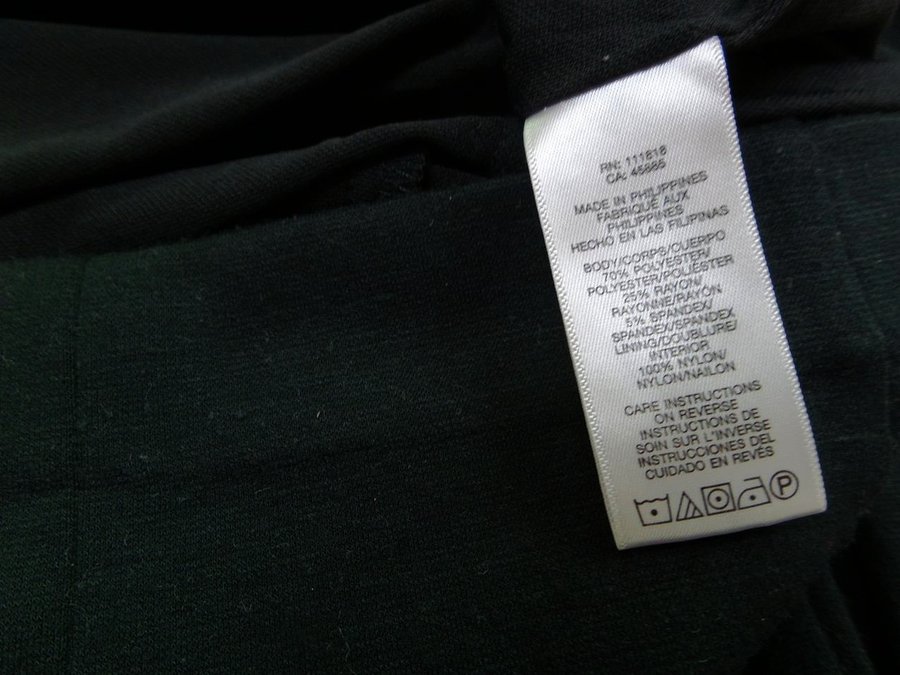 RN: 111818
CA: 45885
MADE IN PHILIPPINES
FABRIQUE AUX
PHILIPPINES
HECHO EN LAS FILIPINAS
BODY/CORPS/CUERPO
70% POLYESTER/
POLYESTER/POLIÉSTER
25% RAYON/
RAYONNE/RAYÓN
5% SPANDEX/
SPANDEX/SPANDEX
LINING/DOUBLURE/
INTERIOR
100% NYLON/
NYLON/NAILON
CARE INSTRUCTIONS
ON REVERSE
INSTRUCTIONS DE
SOIN SUR L'INVERSE
INSTRUCCIONES DEL
CUIDADO EN REVÉS
P